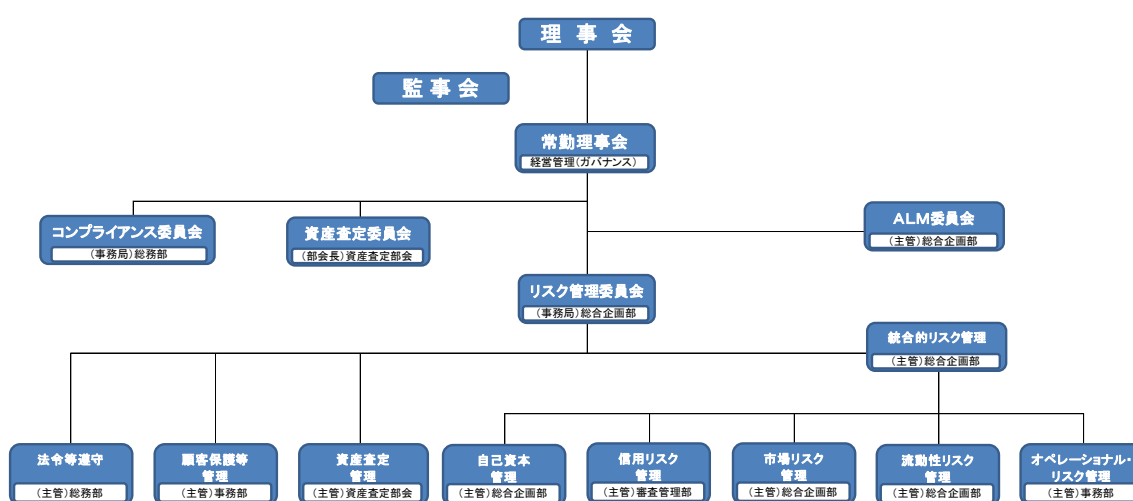 理事会
監事会
常勤理事会
経営管理(ガバナンス)
コンプライアンス委員会
(事務局)総務部
資産査定委員会
(部会長)資産査定部会
ALM委員会
(主管)総合企画部
リスク管理委員会
(事務局)総合企画部
統合的リスク管理
(主管)総合企画部
法令等遵守
(主管)総務部
顧客保護等
管理
(主管)事務部
資産査定
管理
(主管)資産査定部会
自己資本
管理
(主管)総合企画部
信用リスク
管理
(主管)審査管理部
市場リスク
管理
(主管)総合企画部
流動性リスク
管理
(主管)総合企画部
オペレーショナル・
リスク管理
(主管)事務部